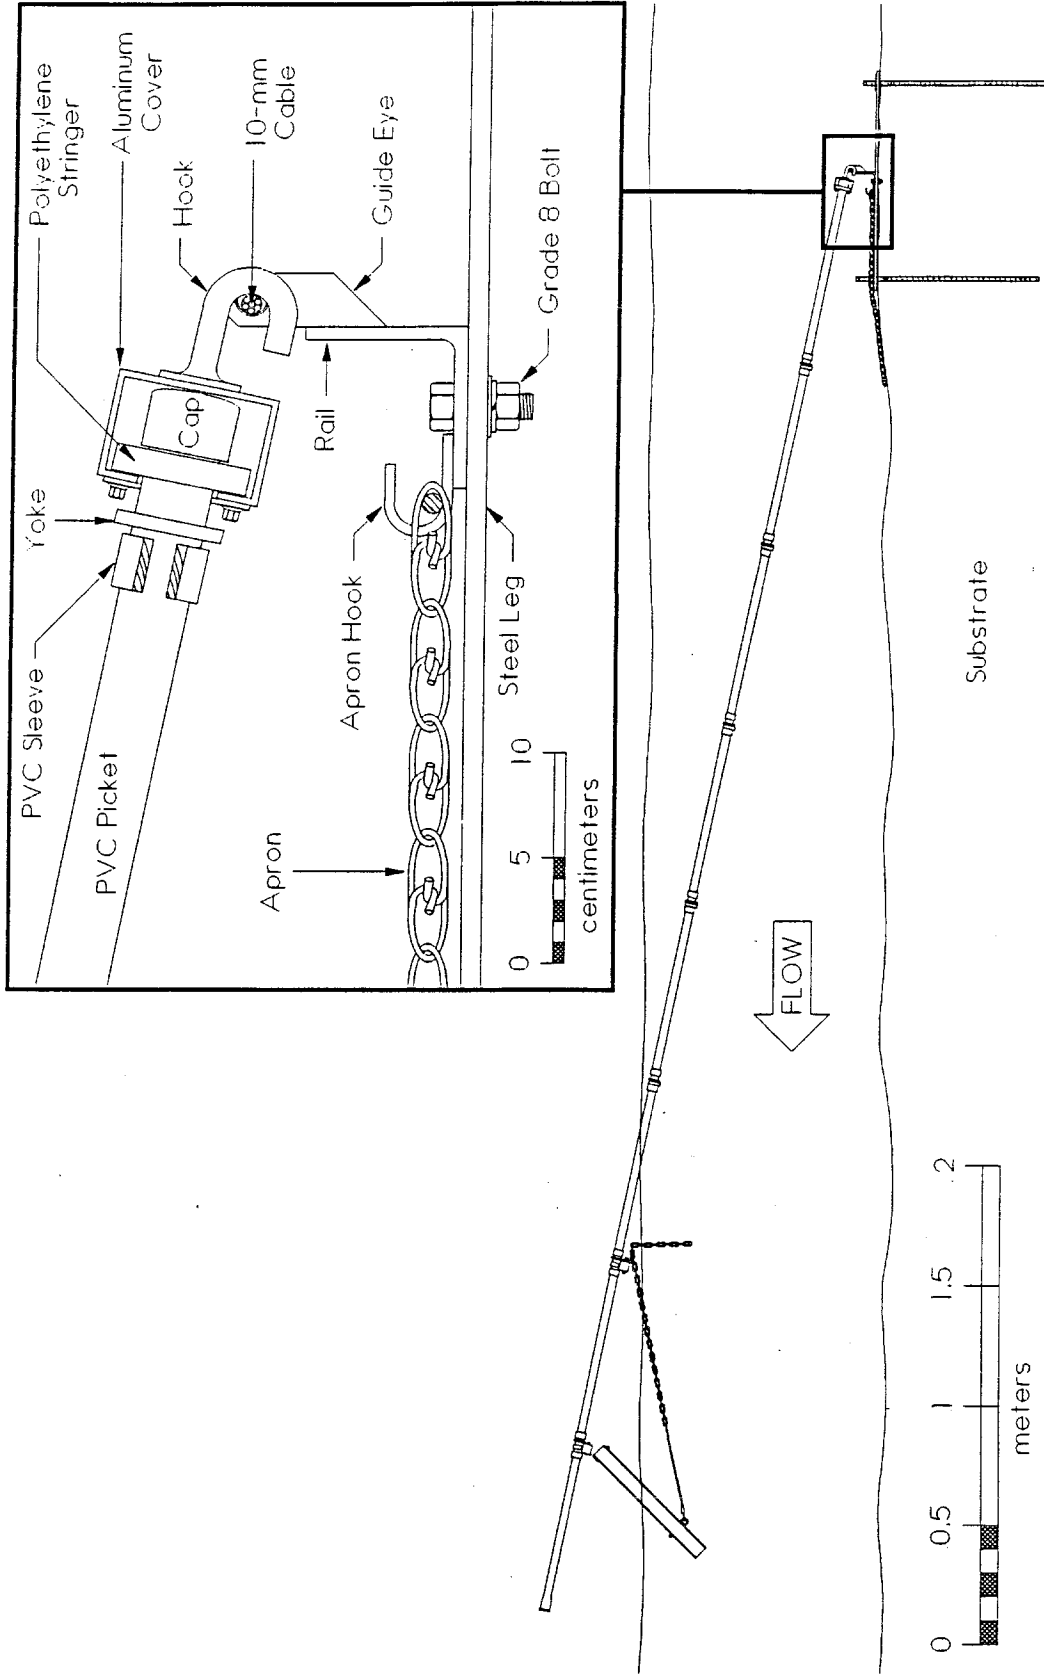 Polyethylene
Stringer
Aluminum
Cover
Hook
10-mm
Cable
Guide Eye
Grade 8 Bolt
Yoke
Cap
Rail
PVC Sleeve
PVC Picket
Apron Hook
Steel Leg
Apron
0 5 10
centimeters
Substrate
FLOW
0 0.5 1 1.5 2
meters